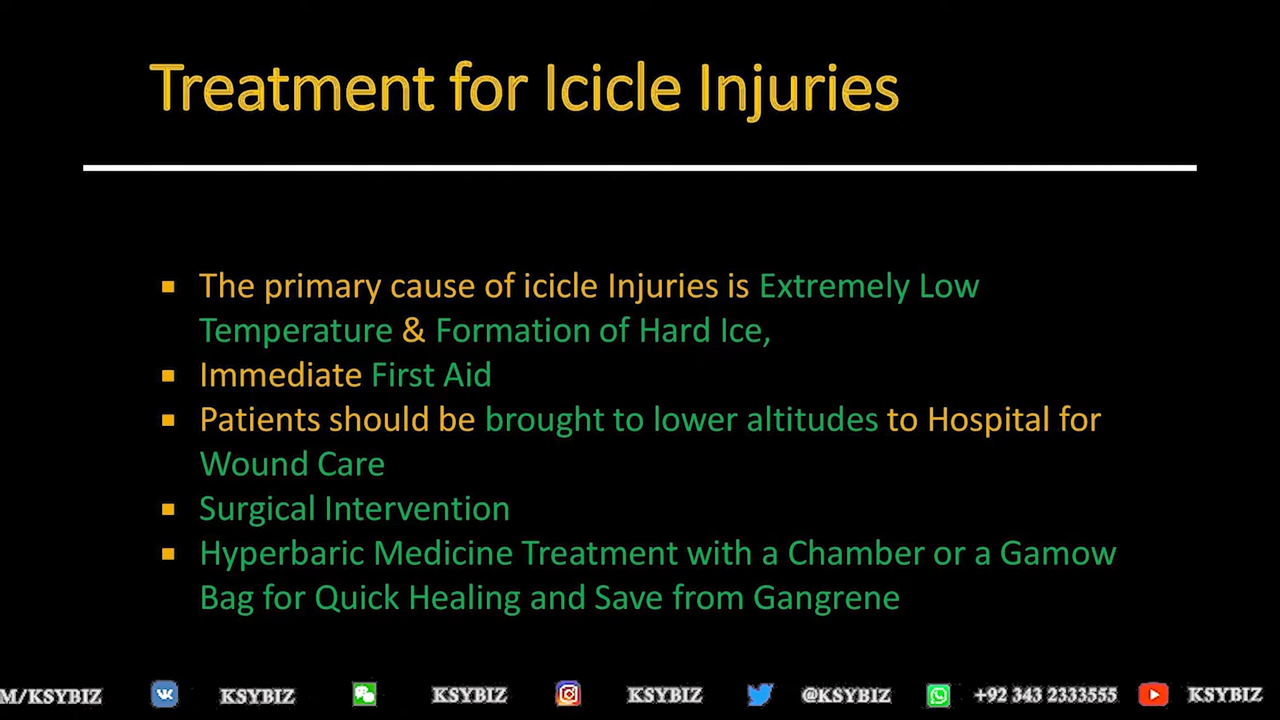 Treatment for Icicle Injuries
The primary cause of icicle Injuries is Extremely Low
Temperature & Formation of Hard Ice,
Immediate First Aid
Patients should be brought to lower altitudes to Hospital for
Wound Care
Surgical Intervention
Hyperbaric Medicine Treatment with a Chamber or a Gamow
Bag for Quick Healing and Save from Gangrene
M/KSYBIZ KSYBIZ KSYBIZ KSYBIZ @KSYBIZ +92 343 2333555 KSYBIZ